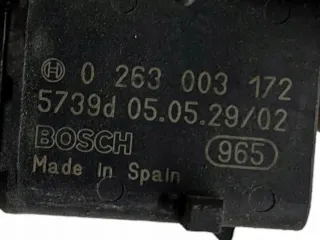 0 263 003 172
5739d 05.05.29/02
BOSCH 965
Made in Spain